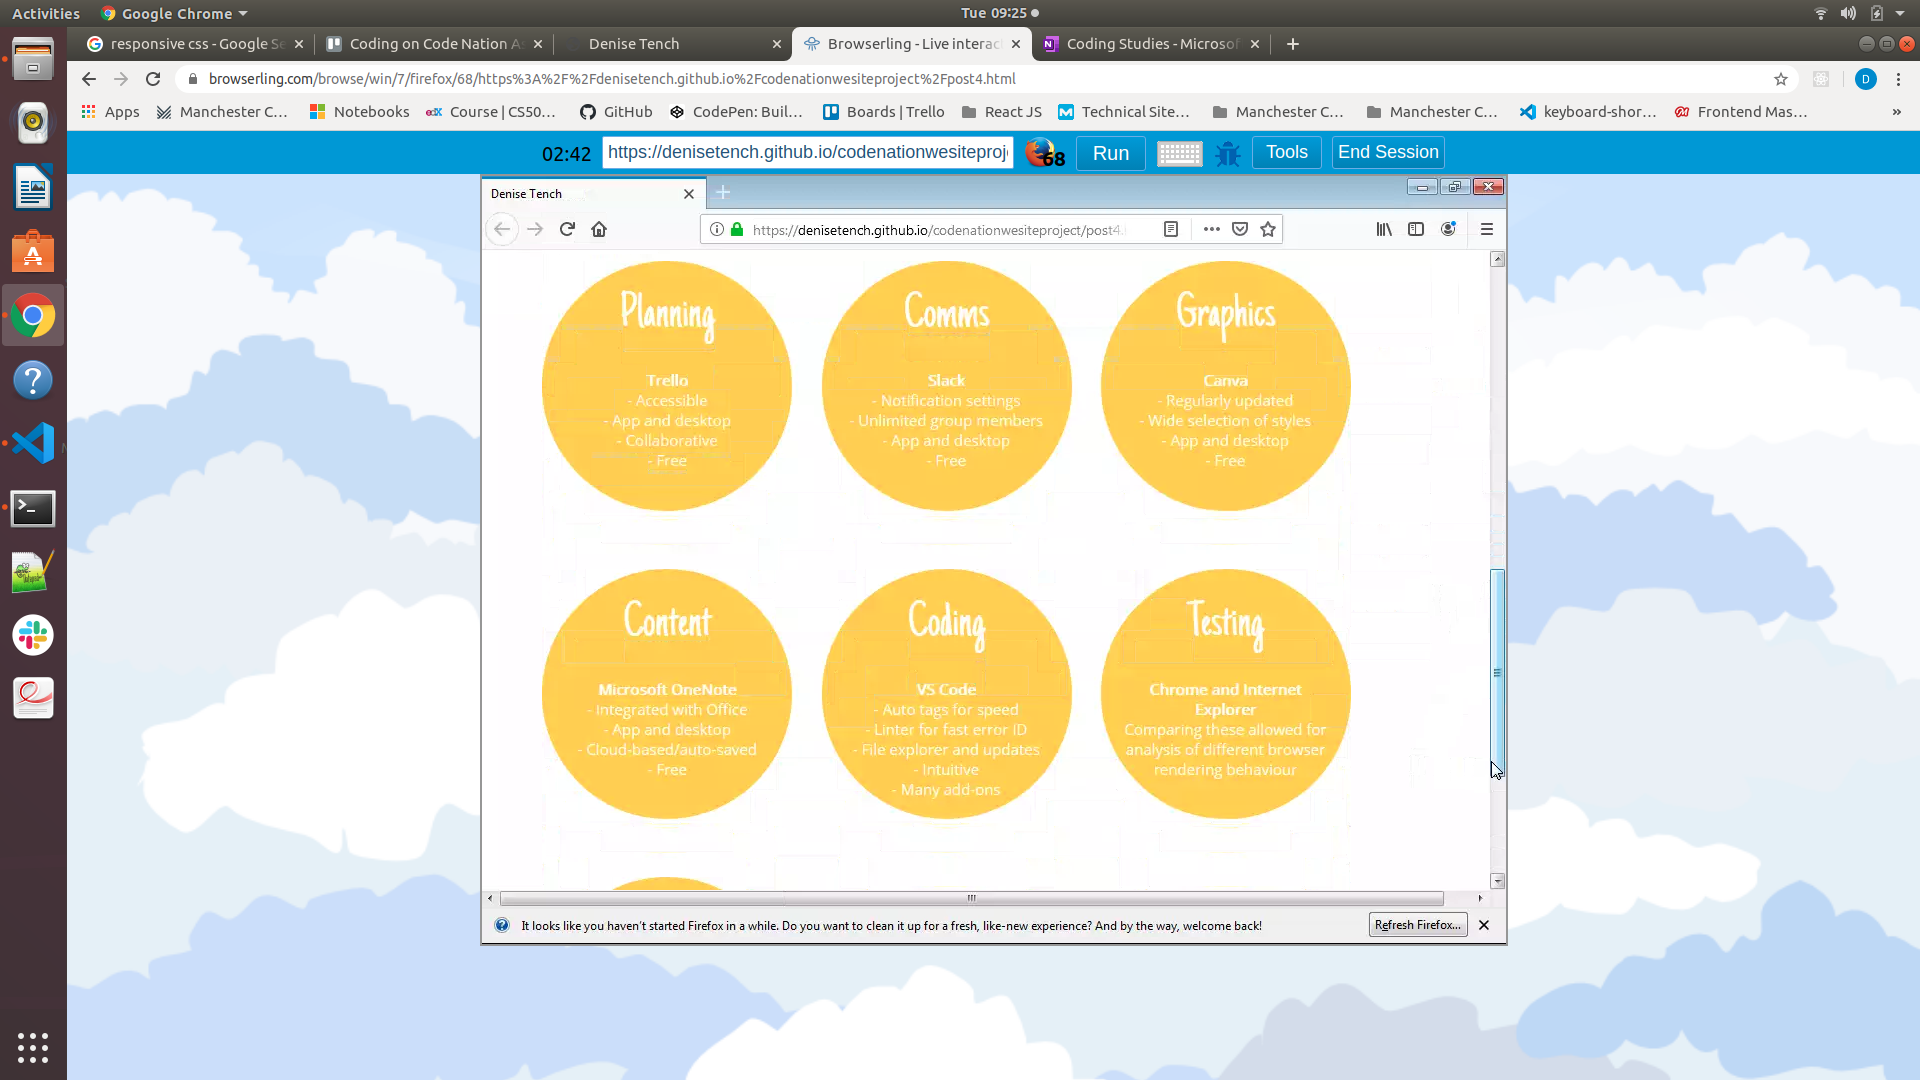 Activities
Google Chrome
Tue 09:25
responsive css - Google Se
Coding on Code Nation As
Denise Tench
Browserling - Live interac
Coding Studies - Microsof
browserling.com/browse/win/7/firefox/68/https%3A%2F%2Fdenisetench.github.io%2Fcodenationwesiteproject%2Fpost4.html
D
Apps
Manchester C...
Notebooks
edX
Course | CS50...
GitHub
CodePen: Buil...
Boards | Trello
React JS
Technical Site...
Manchester C...
Manchester C...
keyboard-shor...
Frontend Mas...
»
02:42
https://denisetench.github.io/codenationwesiteproj
68
Run
Tools
End Session
Denise Tench
https://denisetench.github.io/codenationwesiteproject/post4.
Planning
Trello
- Accessible
- App and desktop
- Collaborative
- Free
Comms
Slack
- Notification settings
- Unlimited group members
- App and desktop
- Free
Graphics
Canva
- Regularly updated
- Wide selection of styles
- App and desktop
- Free
Content
Microsoft OneNote
- Integrated with Office
- App and desktop
- Cloud-based/auto-saved
- Free
Coding
VS Code
- Auto tags for speed
- Linter for fast error ID
- File explorer and updates
- Intuitive
- Many add-ons
Testing
Chrome and Internet
Explorer
Comparing these allowed for
analysis of different browser
rendering behaviour
It looks like you haven't started Firefox in a while. Do you want to clean it up for a fresh, like-new experience? And by the way, welcome back!
Refresh Firefox...